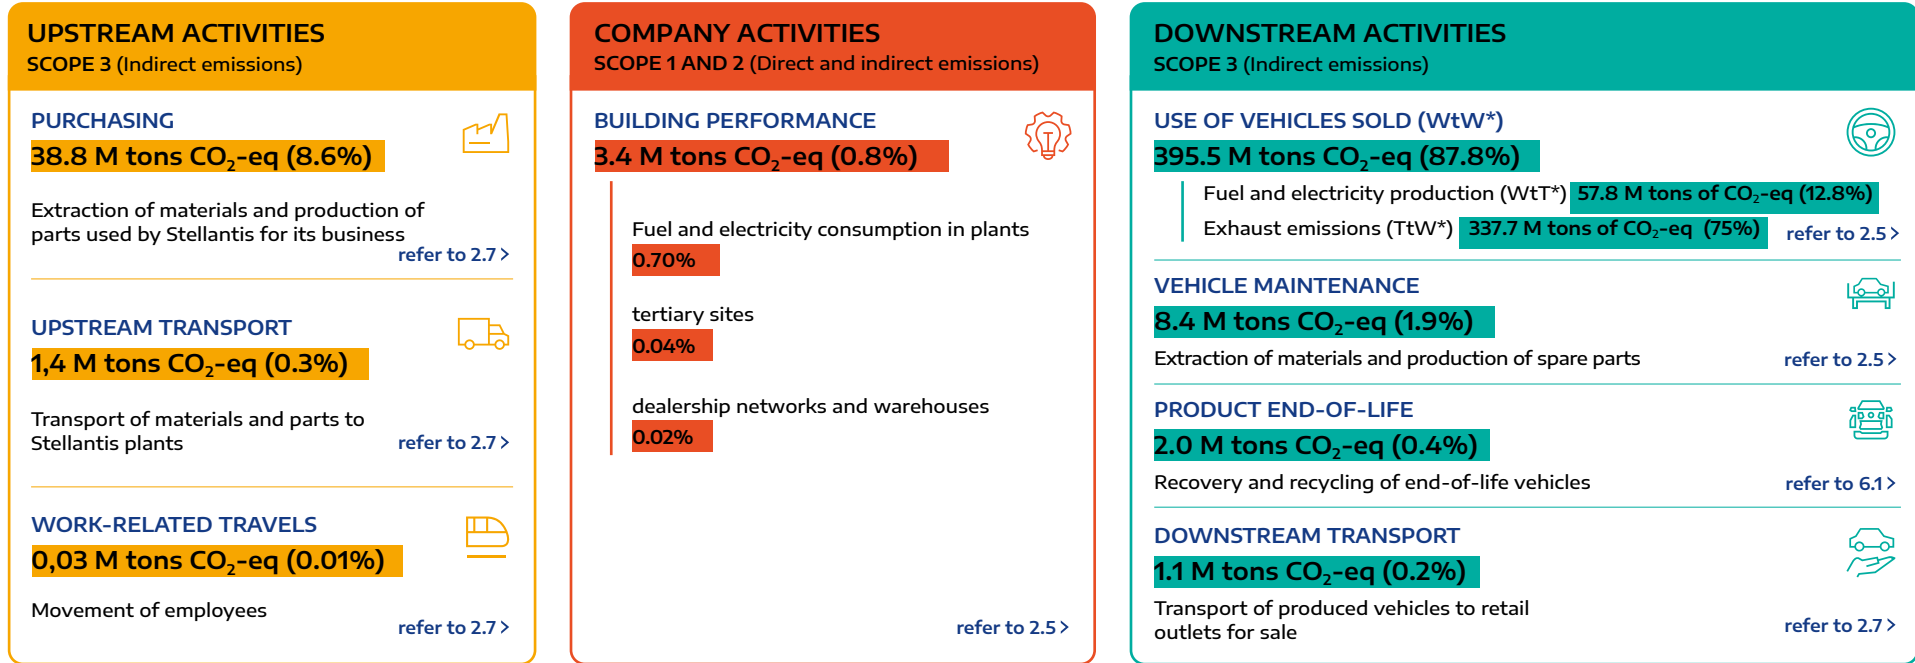 UPSTREAM ACTIVITIES
SCOPE 3 (Indirect emissions)
PURCHASING
38.8 M tons CO₂-eq (8.6%)
Extraction of materials and production of
parts used by Stellantis for its business
refer to 2.7 >
UPSTREAM TRANSPORT
1,4 M tons CO₂-eq (0.3%)
Transport of materials and parts to
Stellantis plants
refer to 2.7 >
WORK-RELATED TRAVELS
0,03 M tons CO₂-eq (0.01%)
Movement of employees
refer to 2.7 >
COMPANY ACTIVITIES
SCOPE 1 AND 2 (Direct and indirect emissions)
BUILDING PERFORMANCE
3.4 M tons CO₂-eq (0.8%)
Fuel and electricity consumption in plants
0.70%
tertiary sites
0.04%
dealership networks and warehouses
0.02%
refer to 2.5 >
DOWNSTREAM ACTIVITIES
SCOPE 3 (Indirect emissions)
USE OF VEHICLES SOLD (WtW*)
395.5 M tons CO₂-eq (87.8%)
Fuel and electricity production (WtT*) 57.8 M tons of CO₂-eq (12.8%)
Exhaust emissions (TtW*) 337.7 M tons of CO₂-eq (75%)
refer to 2.5 >
VEHICLE MAINTENANCE
8.4 M tons CO₂-eq (1.9%)
Extraction of materials and production of spare parts
refer to 2.5 >
PRODUCT END-OF-LIFE
2.0 M tons CO₂-eq (0.4%)
Recovery and recycling of end-of-life vehicles
refer to 6.1 >
DOWNSTREAM TRANSPORT
1.1 M tons CO₂-eq (0.2%)
Transport of produced vehicles to retail
outlets for sale
refer to 2.7 >